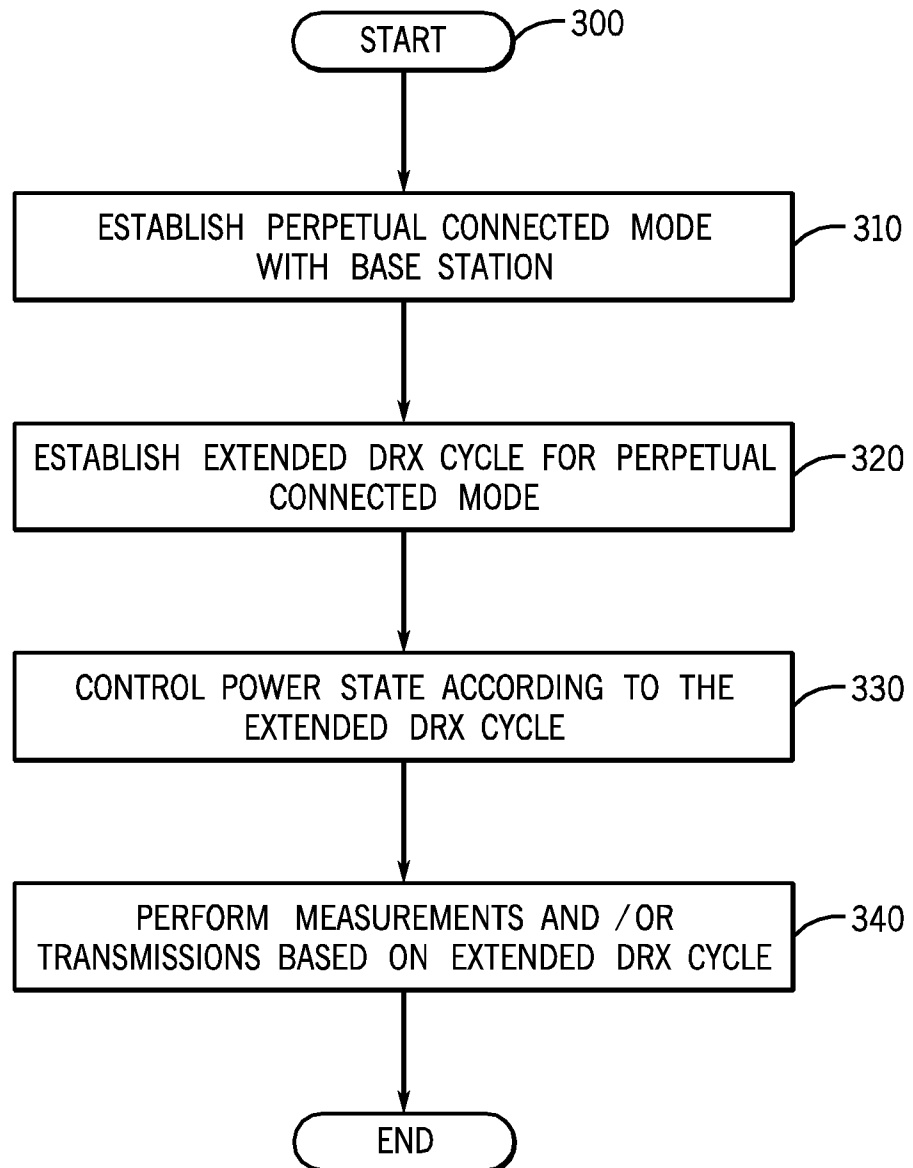 START
300
ESTABLISH PERPETUAL CONNECTED MODE
WITH BASE STATION
310
ESTABLISH EXTENDED DRX CYCLE FOR PERPETUAL
CONNECTED MODE
320
CONTROL POWER STATE ACCORDING TO THE
EXTENDED DRX CYCLE
330
PERFORM MEASUREMENTS AND /OR
TRANSMISSIONS BASED ON EXTENDED DRX CYCLE
340
END